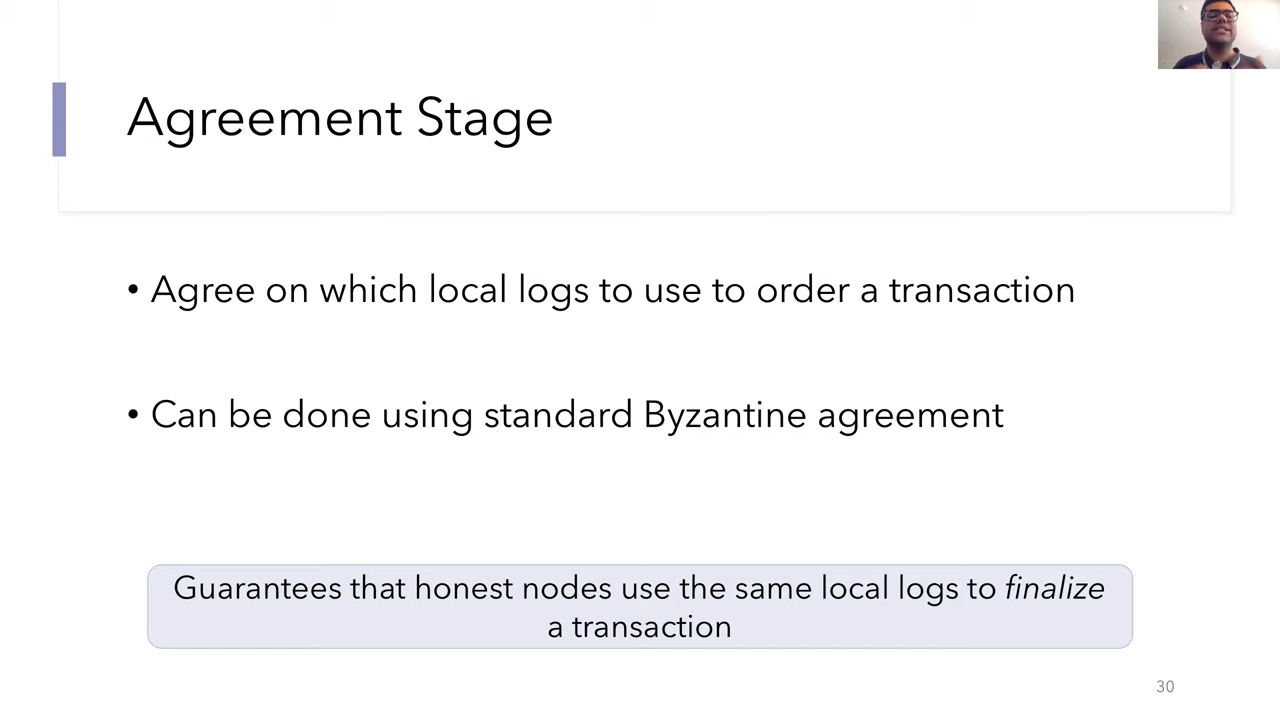 Agreement Stage
• Agree on which local logs to use to order a transaction
• Can be done using standard Byzantine agreement
Guarantees that honest nodes use the same local logs to finalize
a transaction
30